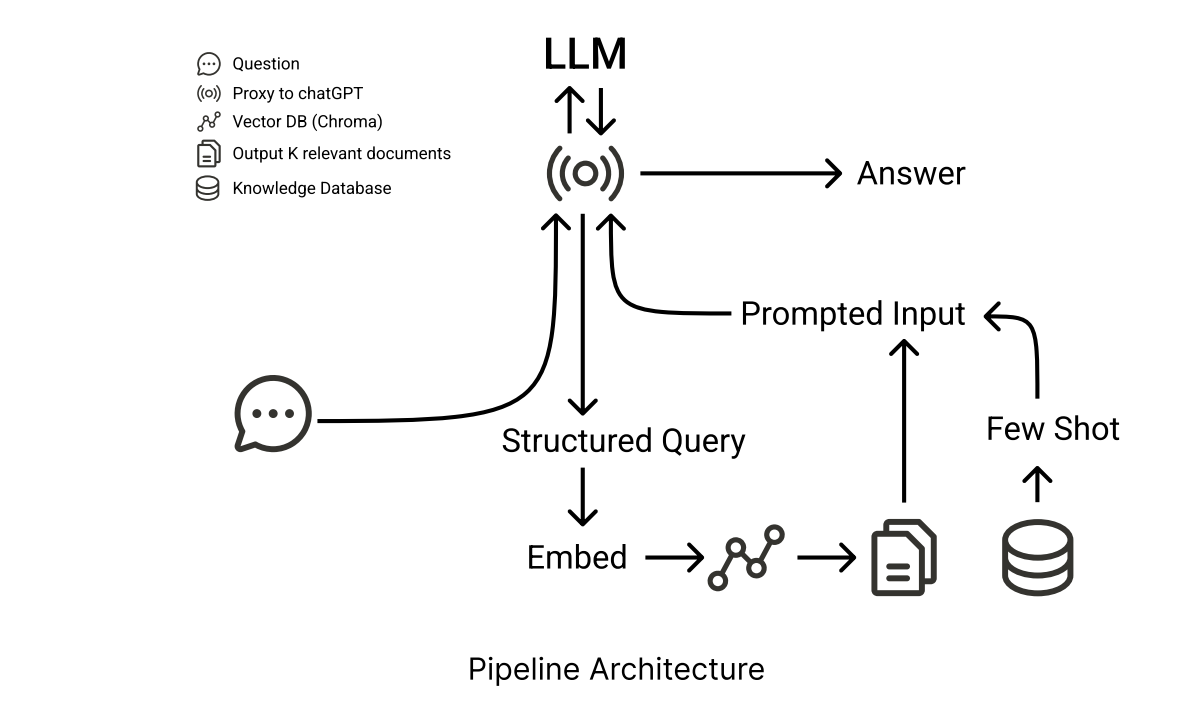 LLM
Question
Proxy to chatGPT
Vector DB (Chroma)
Output K relevant documents
Knowledge Database
Answer
Prompted Input
Few Shot
Structured Query
Embed
Pipeline Architecture